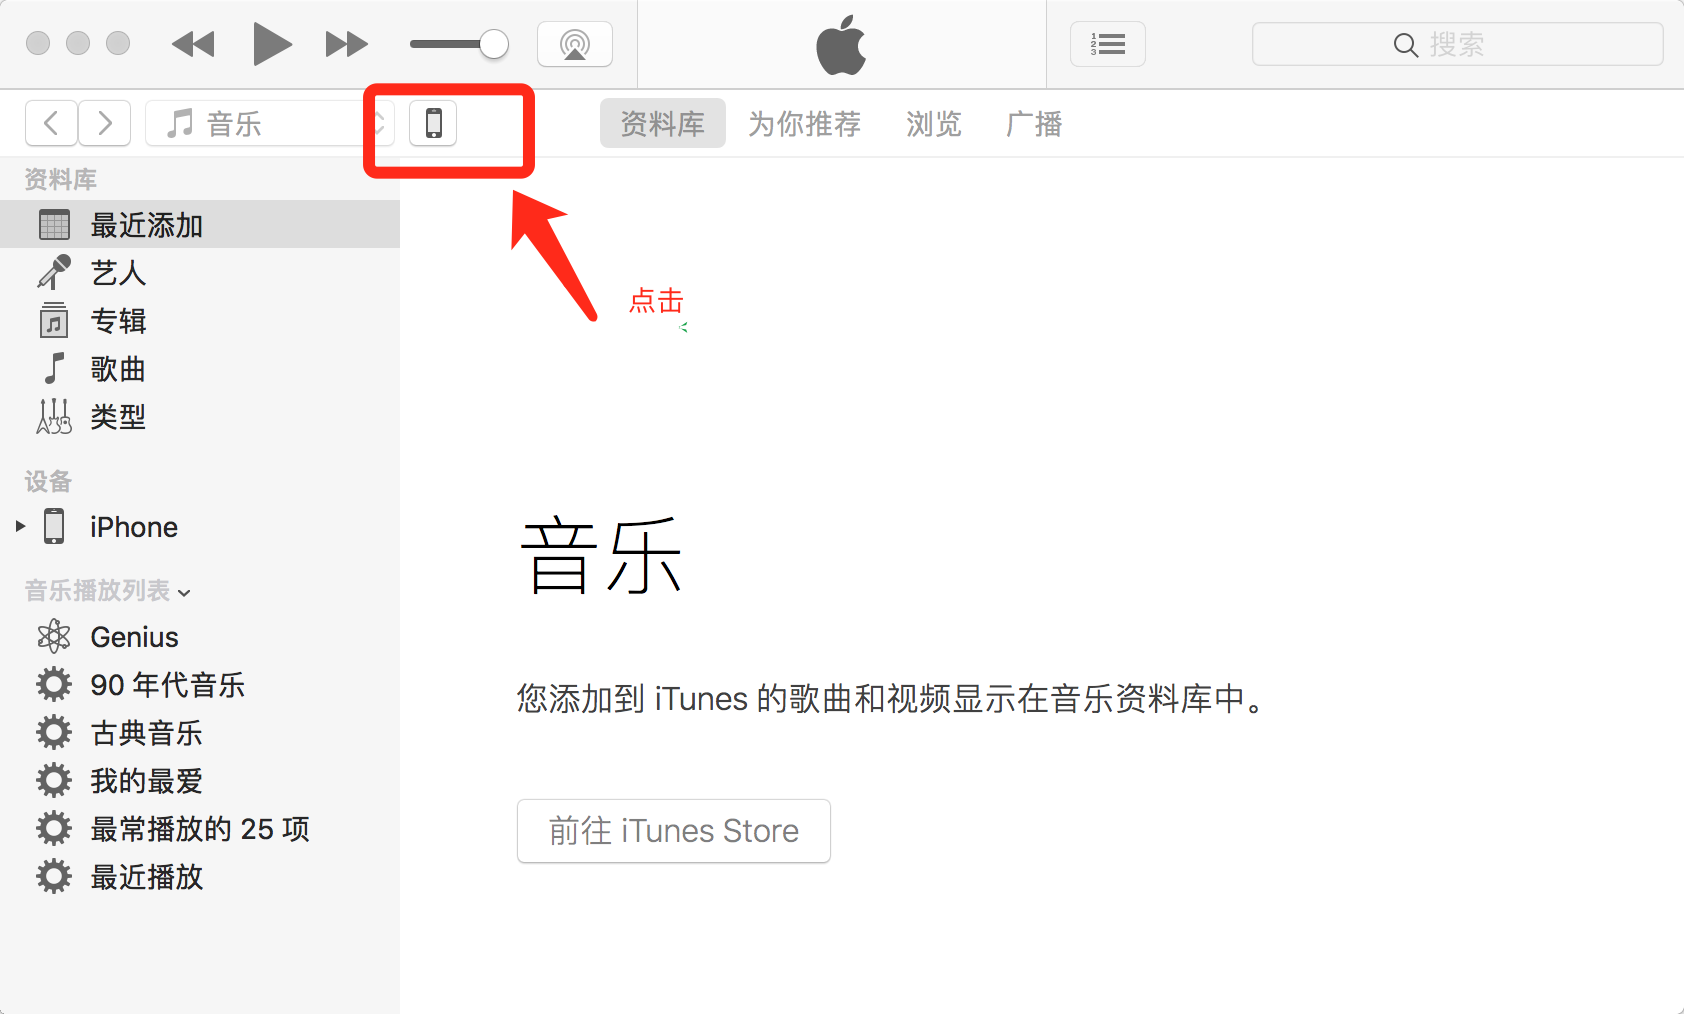 搜索
音乐
资料库 为你推荐 浏览 广播
资料库
最近添加
艺人
专辑
歌曲
类型
设备
iPhone
音乐播放列表
Genius
90 年代音乐
古典音乐
我的最爱
最常播放的 25 项
最近播放
点击
音乐
您添加到 iTunes 的歌曲和视频显示在音乐资料库中。
前往 iTunes Store